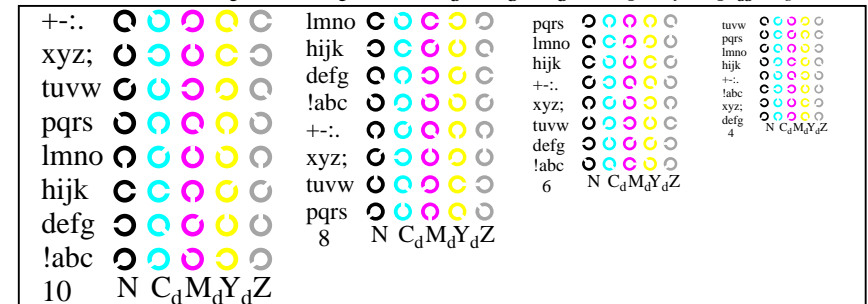 +-:.
xyz;
tuvw
pqrs
lmno
hijk
defg
!abc
10 N CdMdYdZ
lmno
hijk
defg
!abc
+-:.
xyz;
tuvw
pqrs
8 N CdMdYdZ
pqrs
lmno
hijk
+-:.
xyz;
tuvw
defg
!abc
6 N CdMdYdZ
tuvw
pqrs
lmno
hijk
+-:.
!abc
xyz;
defg
4 N CdMdYdZ